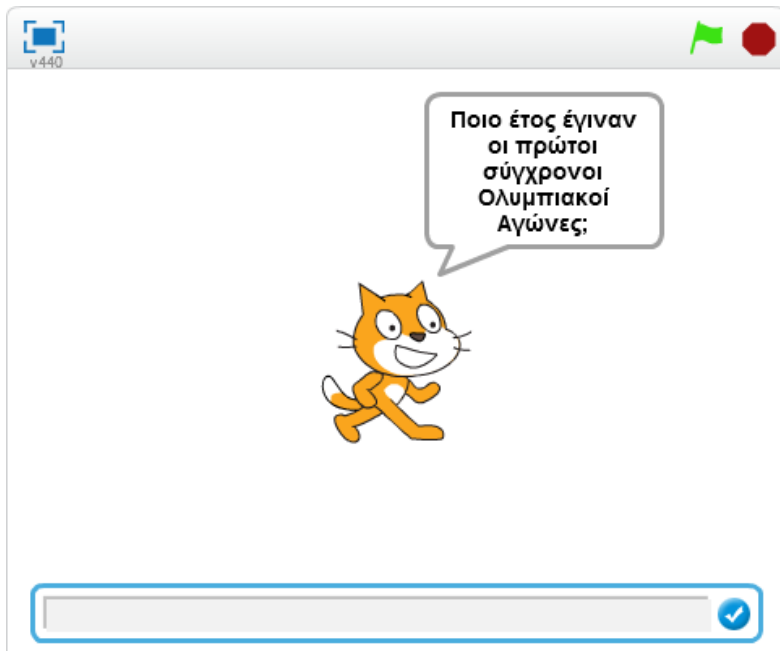 v440
Ποιο έτος έγιναν
οι πρώτοι
σύγχρονοι
Ολυμπιακοί
Αγώνες;